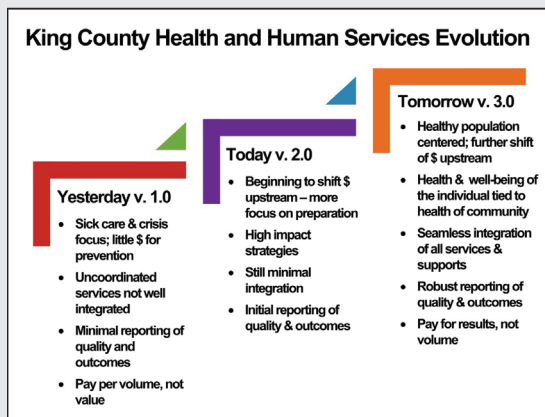 King County Health and Human Services Evolution
Yesterday v. 1.0
• Sick care & crisis
focus; little $ for
prevention
• Uncoordinated
services not well
integrated
• Minimal reporting of
quality and
outcomes
• Pay per volume, not
value
Today v. 2.0
• Beginning to shift $
upstream – more
focus on preparation
• High impact
strategies
• Still minimal
integration
• Initial reporting of
quality & outcomes
Tomorrow v. 3.0
• Healthy population
centered; further shift
of $ upstream
• Health & well-being of
the individual tied to
health of community
• Seamless integration
of all services &
supports
• Robust reporting of
quality & outcomes
• Pay for results, not
volume